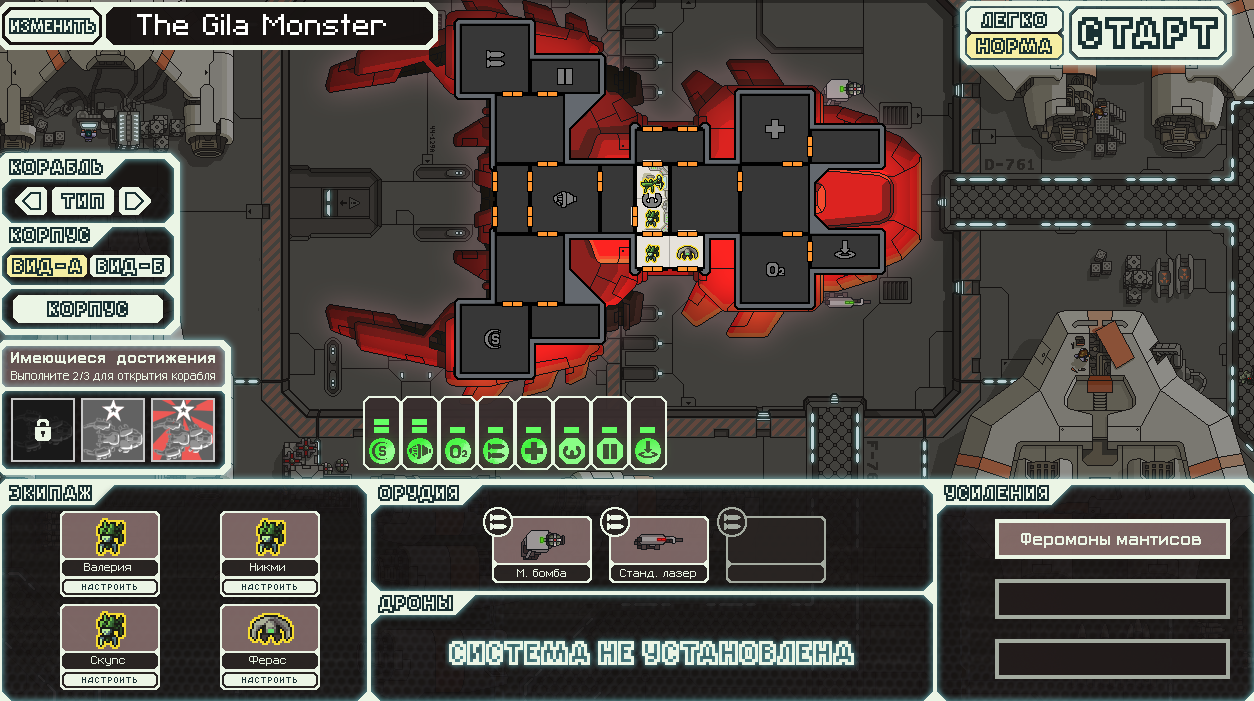 ИЗМЕНИТЬ
The Gila Monster
ЛЕГКО
НОРМА
СТАРТ
D-761
КОРАБЛЬ
ТИП
КОРПУС
ВИД-А
ВИД-Б
КОРПУС
Имеющиеся достижения
Выполните 2/3 для открытия корабля
O₂
S
S
O₂
ЭКИПАЖ
Валерия
НАСТРОИТЬ
Никми
НАСТРОИТЬ
Скупс
НАСТРОИТЬ
Ферас
НАСТРОИТЬ
ОРУДИЯ
М. бомба
Станд. лазер
ДРОНЫ
СИСТЕМА НЕ УСТАНОВЛЕНА
УСИЛЕНИЯ
Феромоны мантисов